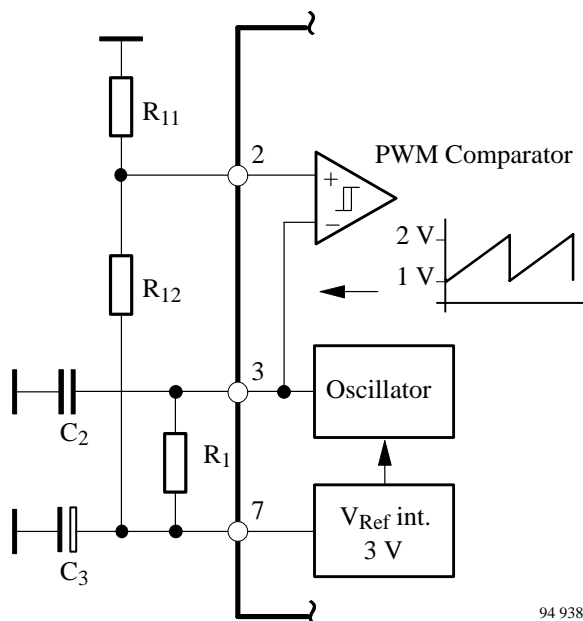 R11
2
PWM Comparator
+
−
2 V
1 V
R12
3
Oscillator
C2
R1
7
VRef int.
3 V
C3
94 938